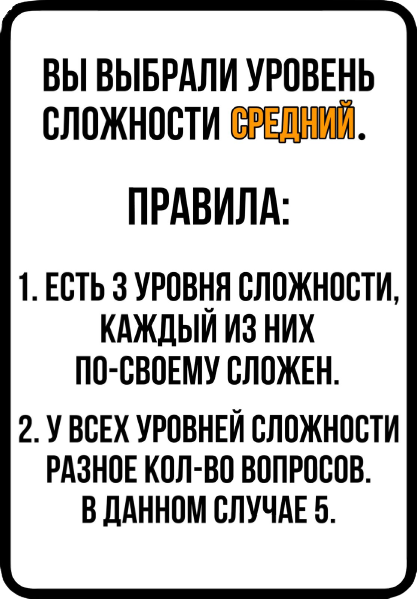 ВЫ ВЫБРАЛИ УРОВЕНЬ
СЛОЖНОСТИ СРЕДНИЙ.
ПРАВИЛА:
1. ЕСТЬ 3 УРОВНЯ СЛОЖНОСТИ,
КАЖДЫЙ ИЗ НИХ
ПО-СВОЕМУ СЛОЖЕН.
2. У ВСЕХ УРОВНЕЙ СЛОЖНОСТИ
РАЗНОЕ КОЛ-ВО ВОПРОСОВ.
В ДАННОМ СЛУЧАЕ 5.